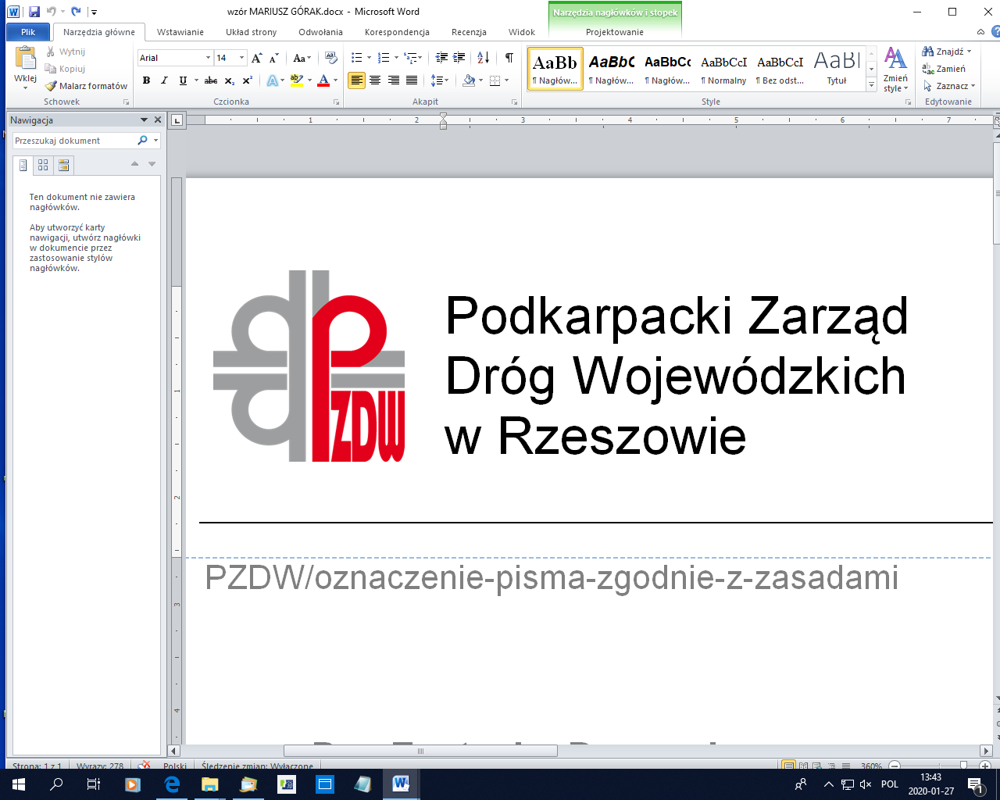 wzór MARIUSZ GÓRAK.docx - Microsoft Word
Narzędzia nagłówków i stopek
Plik
Narzędzia główne
Wstawianie
Układ strony
Odwołania
Korespondencja
Recenzja
Widok
Projektowanie
Wklej
Wytnij
Kopiuj
Malarz formatów
Schowek
Arial
14
Czcionka
Akapit
AaBb
AaBbC
AaBbCc
AaBbCcI
AaBbCcI
AaBl
¶ Nagłów...
¶ Nagłów...
¶ Nagłów...
¶ Normalny
¶ Bez odst...
Tytuł
Zmień
style
Style
Znajdź
Zamień
Zaznacz
Edytowanie
Nawigacja
Przeszukaj dokument
Ten dokument nie zawiera
nagłówków.
Aby utworzyć karty
nawigacji, utwórz nagłówki
w dokumencie przez
zastosowanie stylów
nagłówków.
1 2 3 4 5 6 7
1
2
3
4
PZDW
Podkarpacki Zarząd
Dróg Wojewódzkich
w Rzeszowie
PZDW/oznaczenie-pisma-zgodnie-z-zasadami
Strona: 1 z 1
Wyrazy: 278
Polski
Śledzenie zmian: Wyłączone
360%
POL
13:43
2020-01-27
1